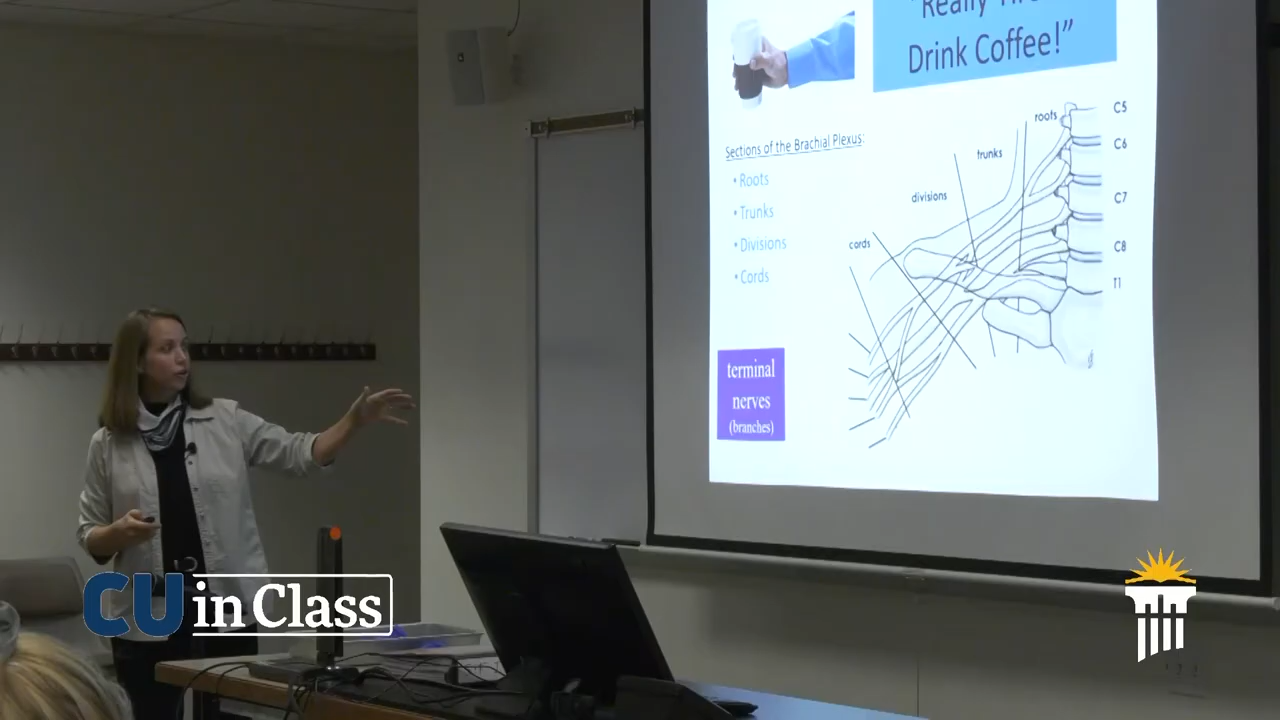 "Really
Drink Coffee!"
Sections of the Brachial Plexus:
• Roots
• Trunks
• Divisions
• Cords
terminal
nerves
(branches)
roots
trunks
divisions
cords
C5
C6
C7
C8
T1
CU in Class